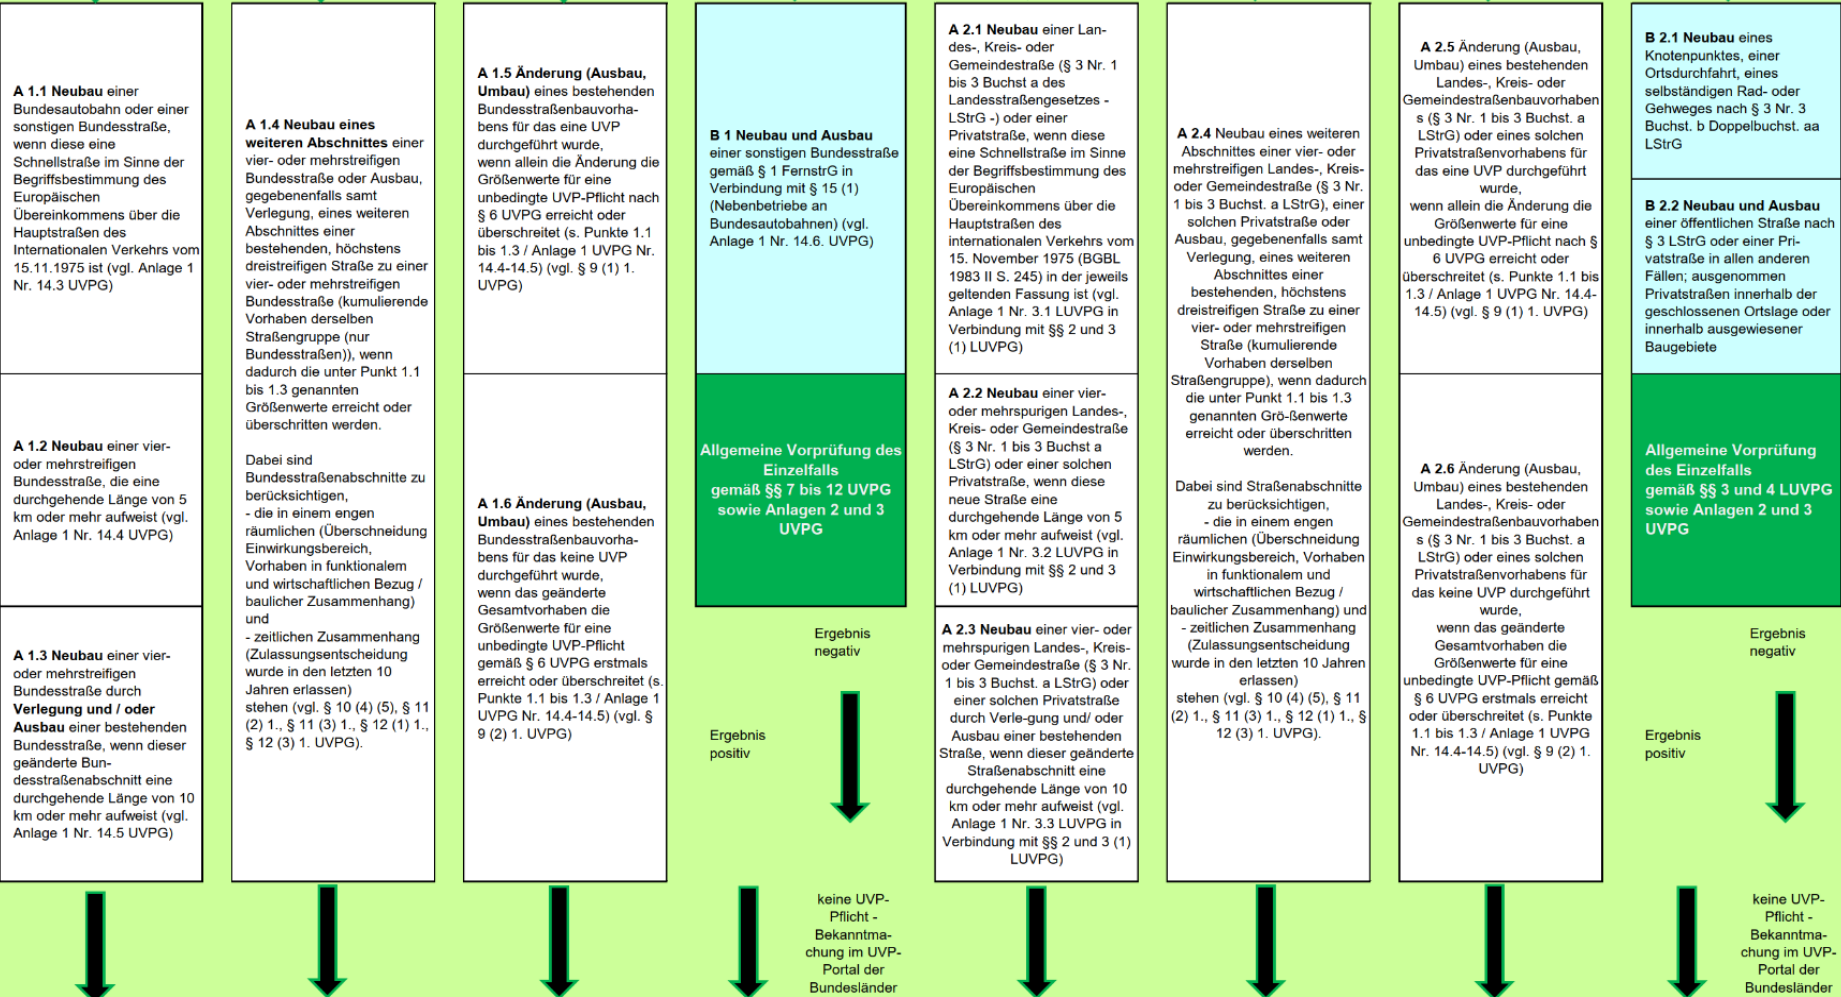 A 1.1 Neubau einer
Bundesautobahn oder einer
sonstigen Bundesstraße,
wenn diese eine
Schnellstraße im Sinne der
Begriffsbestimmung des
Europäischen
Übereinkommens über die
Hauptstraßen des
Internationalen Verkehrs vom
15.11.1975 ist (vgl. Anlage 1
Nr. 14.3 UVPG)
A 1.2 Neubau einer vier-
oder mehrstreifigen
Bundesstraße, die eine
durchgehende Länge von 5
km oder mehr aufweist (vgl.
Anlage 1 Nr. 14.4 UVPG)
A 1.3 Neubau einer vier-
oder mehrstreifigen
Bundesstraße durch
Verlegung und / oder
Ausbau einer bestehenden
Bundesstraße, wenn dieser
geänderte Bun-
desstraßenabschnitt eine
durchgehende Länge von 10
km oder mehr aufweist (vgl.
Anlage 1 Nr. 14.5 UVPG)
A 1.4 Neubau eines
weiteren Abschnittes einer
vier- oder mehrstreifigen
Bundesstraße oder Ausbau,
gegebenenfalls samt
Verlegung, eines weiteren
Abschnittes einer
bestehenden, höchstens
dreistreifigen Straße zu einer
vier- oder mehrstreifigen
Bundesstraße (kumulierende
Vorhaben derselben
Straßengruppe (nur
Bundesstraßen)), wenn
dadurch die unter Punkt 1.1
bis 1.3 genannten
Größenwerte erreicht oder
überschritten werden.
Dabei sind
Bundesstraßenabschnitte zu
berücksichtigen,
- die in einem engen
räumlichen (Überschneidung
Einwirkungsbereich,
Vorhaben in funktionalem
und wirtschaftlichen Bezug /
baulicher Zusammenhang)
und
- zeitlichen Zusammenhang
(Zulassungsentscheidung
wurde in den letzten 10
Jahren erlassen)
stehen (vgl. § 10 (4) (5), § 11
(2) 1., § 11 (3) 1., § 12 (1) 1.,
§ 12 (3) 1. UVPG).
A 1.5 Änderung (Ausbau,
Umbau) eines bestehenden
Bundesstraßenbauvorha-
bens für das eine UVP
durchgeführt wurde,
wenn allein die Änderung die
Größenwerte für eine
unbedingte UVP-Pflicht nach
§ 6 UVPG erreicht oder
überschreitet (s. Punkte 1.1
bis 1.3 / Anlage 1 UVPG Nr.
14.4-14.5) (vgl. § 9 (1) 1.
UVPG)
A 1.6 Änderung (Ausbau,
Umbau) eines bestehenden
Bundesstraßenbauvorha-
bens für das keine UVP
durchgeführt wurde,
wenn das geänderte
Gesamtvorhaben die
Größenwerte für eine
unbedingte UVP-Pflicht
gemäß § 6 UVPG erstmals
erreicht oder überschreitet (s.
Punkte 1.1 bis 1.3 / Anlage 1
UVPG Nr. 14.4-14.5) (vgl. §
9 (2) 1. UVPG)
B 1 Neubau und Ausbau
einer sonstigen Bundesstraße
gemäß § 1 FernstrG in
Verbindung mit § 15 (1)
(Nebenbetriebe an
Bundesautobahnen) (vgl.
Anlage 1 Nr. 14.6. UVPG)
Allgemeine Vorprüfung des
Einzelfalls
gemäß §§ 7 bis 12 UVPG
sowie Anlagen 2 und 3
UVPG
Ergebnis
negativ
Ergebnis
positiv
keine UVP-
Pflicht -
Bekanntma-
chung im UVP-
Portal der
Bundesländer
A 2.1 Neubau einer Lan-
des-, Kreis- oder
Gemeindestraße (§ 3 Nr. 1
bis 3 Buchst a des
Landesstraßengesetzes -
LStrG -) oder einer
Privatstraße, wenn diese
eine Schnellstraße im Sinne
der Begriffsbestimmung des
Europäischen
Übereinkommens über die
Hauptstraßen des
internationalen Verkehrs vom
15. November 1975 (BGBL
1983 II S. 245) in der jeweils
geltenden Fassung ist (vgl.
Anlage 1 Nr. 3.1 LUVPG in
Verbindung mit §§ 2 und 3
(1) LUVPG)
A 2.2 Neubau einer vier-
oder mehrspurigen Landes-,
Kreis- oder Gemeindestraße
(§ 3 Nr. 1 bis 3 Buchst a
LStrG) oder einer solchen
Privatstraße, wenn diese
neue Straße eine
durchgehende Länge von 5
km oder mehr aufweist (vgl.
Anlage 1 Nr. 3.2 LUVPG in
Verbindung mit §§ 2 und 3
(1) LUVPG)
A 2.3 Neubau einer vier- oder
mehrspurigen Landes-, Kreis-
oder Gemeindestraße (§ 3 Nr.
1 bis 3 Buchst. a LStrG) oder
einer solchen Privatstraße
durch Verle-gung und/ oder
Ausbau einer bestehenden
Straße, wenn dieser geänderte
Straßenabschnitt eine
durchgehende Länge von 10
km oder mehr aufweist (vgl.
Anlage 1 Nr. 3.3 LUVPG in
Verbindung mit §§ 2 und 3 (1)
LUVPG)
A 2.4 Neubau eines weiteren
Abschnittes einer vier- oder
mehrstreifigen Landes-, Kreis-
oder Gemeindestraße (§ 3 Nr.
1 bis 3 Buchst. a LStrG), einer
solchen Privatstraße oder
Ausbau, gegebenenfalls samt
Verlegung, eines weiteren
Abschnittes einer
bestehenden, höchstens
dreistreifigen Straße zu einer
vier- oder mehrstreifigen
Straße (kumulierende
Vorhaben derselben
Straßengruppe), wenn dadurch
die unter Punkt 1.1 bis 1.3
genannten Grö-ßenwerte
erreicht oder überschritten
werden.
Dabei sind Straßenabschnitte
zu berücksichtigen,
- die in einem engen
räumlichen (Überschneidung
Einwirkungsbereich, Vorhaben
in funktionalem und
wirtschaftlichen Bezug /
baulicher Zusammenhang) und
- zeitlichen Zusammenhang
(Zulassungsentscheidung
wurde in den letzten 10 Jahren
erlassen)
stehen (vgl. § 10 (4) (5), § 11
(2) 1., § 11 (3) 1., § 12 (1) 1., §
12 (3) 1. UVPG).
A 2.5 Änderung (Ausbau,
Umbau) eines bestehenden
Landes-, Kreis- oder
Gemeindestraßenbauvorhaben
s (§ 3 Nr. 1 bis 3 Buchst. a
LStrG) oder eines solchen
Privatstraßenvorhabens für
das eine UVP durchgeführt
wurde,
wenn allein die Änderung die
Größenwerte für eine
unbedingte UVP-Pflicht nach §
6 UVPG erreicht oder
überschreitet (s. Punkte 1.1 bis
1.3 / Anlage 1 UVPG Nr. 14.4-
14.5) (vgl. § 9 (1) 1. UVPG)
A 2.6 Änderung (Ausbau,
Umbau) eines bestehenden
Landes-, Kreis- oder
Gemeindestraßenbauvorhaben
s (§ 3 Nr. 1 bis 3 Buchst. a
LStrG) oder eines solchen
Privatstraßenvorhabens für
das keine UVP durchgeführt
wurde,
wenn das geänderte
Gesamtvorhaben die
Größenwerte für eine
unbedingte UVP-Pflicht gemäß
§ 6 UVPG erstmals erreicht
oder überschreitet (s. Punkte
1.1 bis 1.3 / Anlage 1 UVPG
Nr. 14.4-14.5) (vgl. § 9 (2) 1.
UVPG)
B 2.1 Neubau eines
Knotenpunktes, einer
Ortsdurchfahrt, eines
selbständigen Rad- oder
Gehweges nach § 3 Nr. 3
Buchst. b Doppelbuchst. aa
LStrG
B 2.2 Neubau und Ausbau
einer öffentlichen Straße nach
§ 3 LStrG oder einer Pri-
vatstraße in allen anderen
Fällen; ausgenommen
Privatstraßen innerhalb der
geschlossenen Ortslage oder
innerhalb ausgewiesener
Baugebiete
Allgemeine Vorprüfung
des Einzelfalls
gemäß §§ 3 und 4 LUVPG
sowie Anlagen 2 und 3
UVPG
Ergebnis
negativ
Ergebnis
positiv
keine UVP-
Pflicht -
Bekanntma-
chung im UVP-
Portal der
Bundesländer